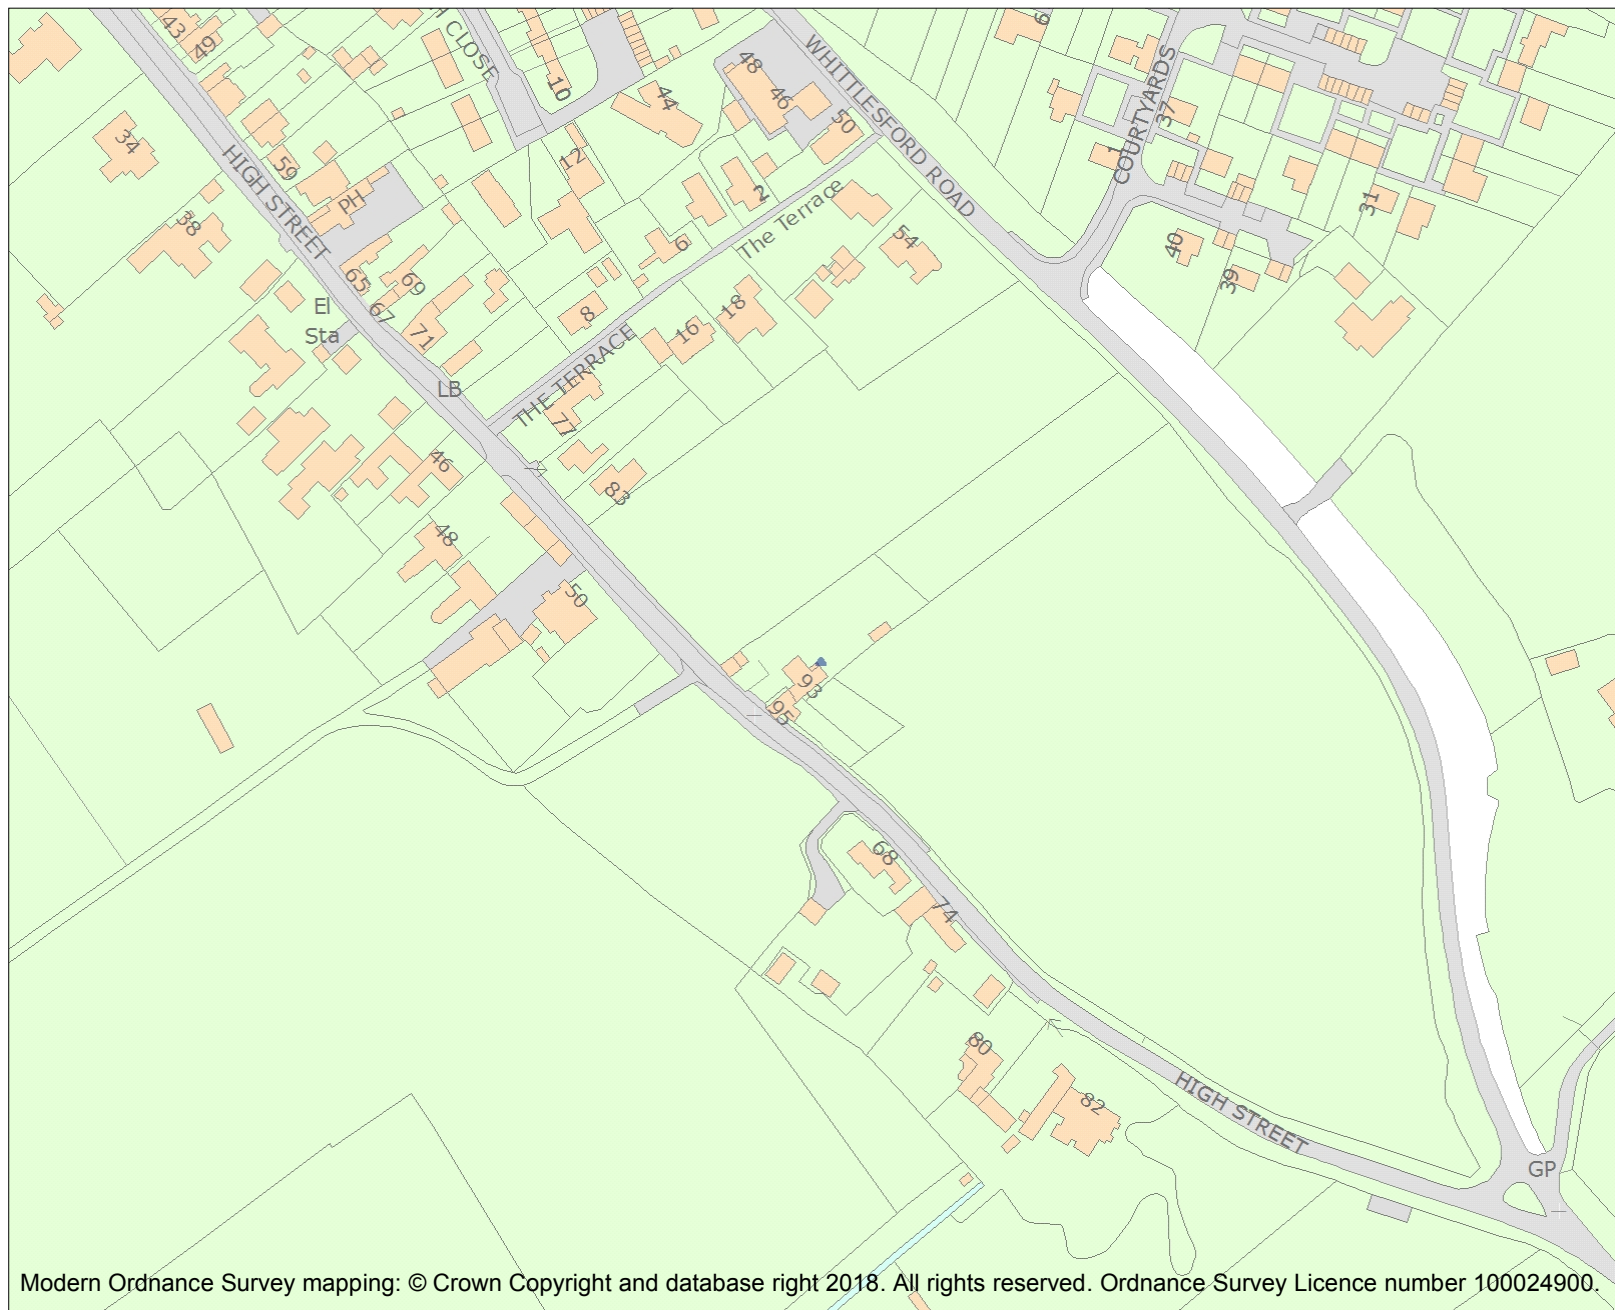 43
49
H CLOSE
10
44
48
46
50
WHITTLESFORD ROAD
6
COURTYARDS
37
1
34
HIGH STREET
59
PH
12
2
The Terrace
31
38
6
54
40
39
65
69
67
71
El
Sta
8
18
16
THE TERRACE
LB
77
46
83
48
50
93
95
68
74
80
82
HIGH STREET
GP
Modern Ordnance Survey mapping: © Crown Copyright and database right 2018. All rights reserved. Ordnance Survey Licence number 100024900.